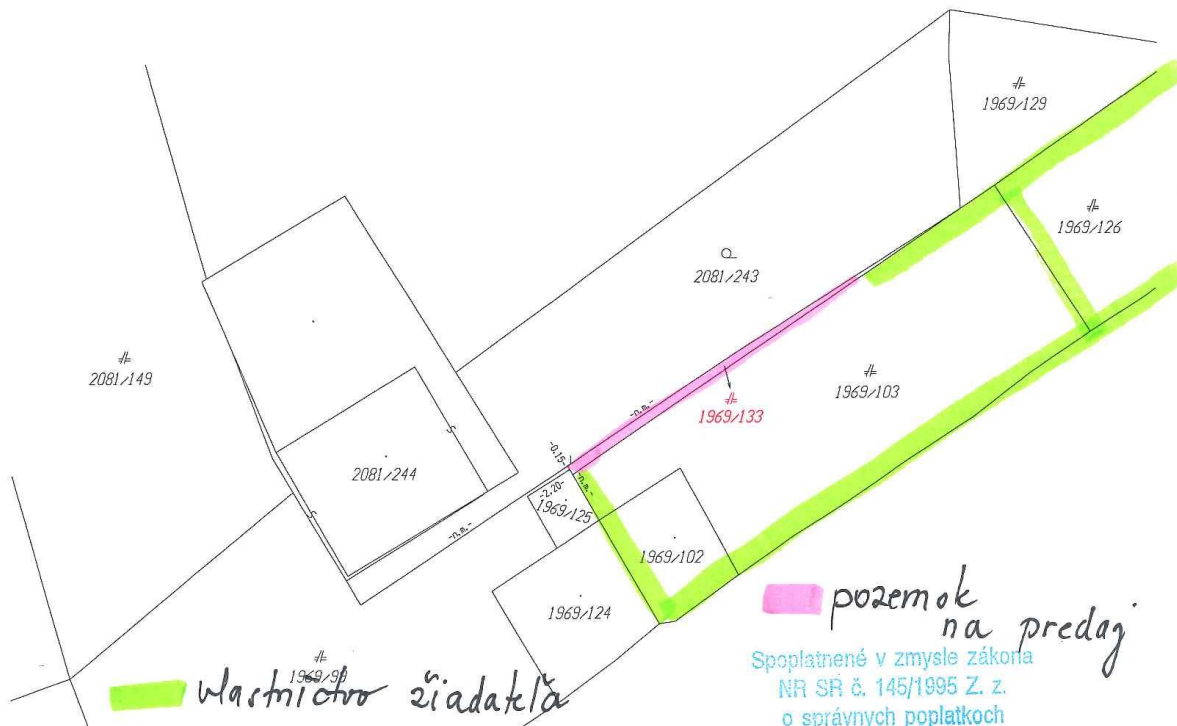 1969/129
1969/126
2081/243
2081/149
1969/103
-n.m.-
1969/133
-0.15-
2081/244
-n.m.-
-2.20-
1969/125
-n.m.-
1969/102
1969/124
pozemok
na predaj
1969/99
vlastníctvo žiadateľa
Spoplatnené v zmysle zákona
NR SR č. 145/1995 Z. z.
o správnych poplatkoch